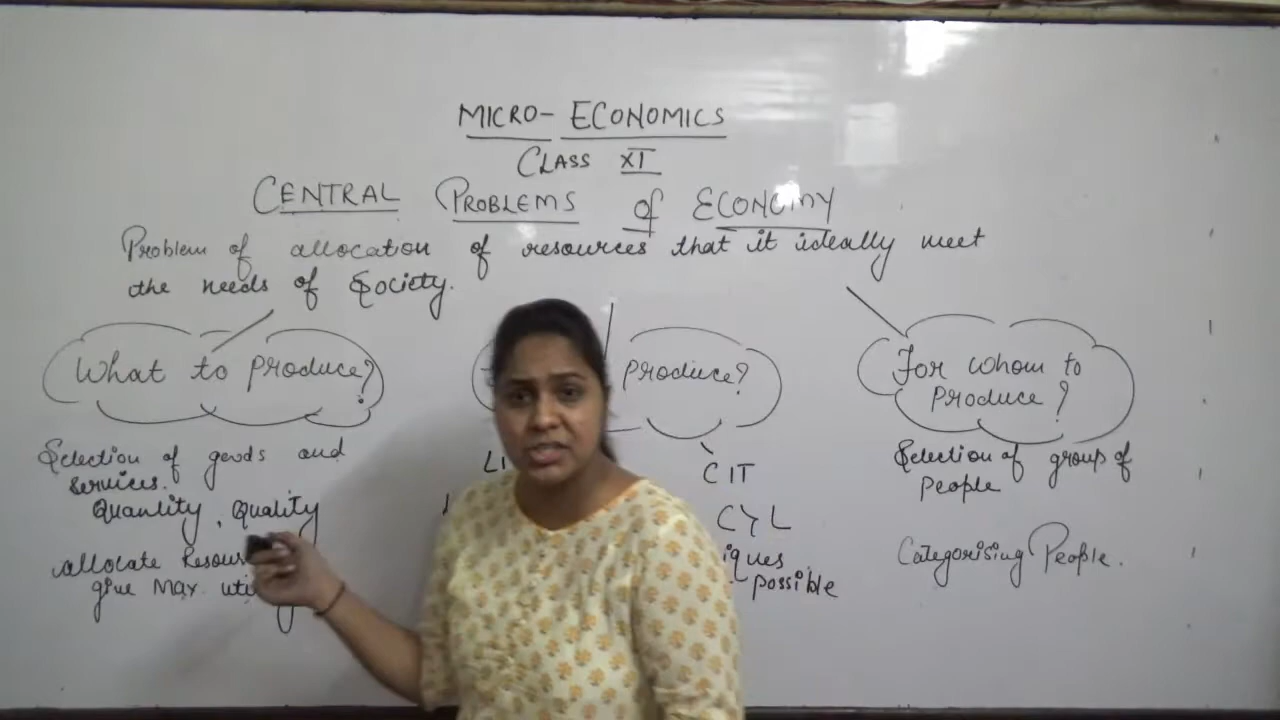 MICRO- ECONOMICS
CLASS XI
CENTRAL PROBLEMS of ECONOMY
Problem of allocation of resources that it ideally meet
the needs of Society.
What to produce?
Selection of goods and
services.
Quantity, Quality
allocate
give Max.
produce?
CIT
C > L
possible
For whom to
produce?
Selection of group of
people
Categorising People.